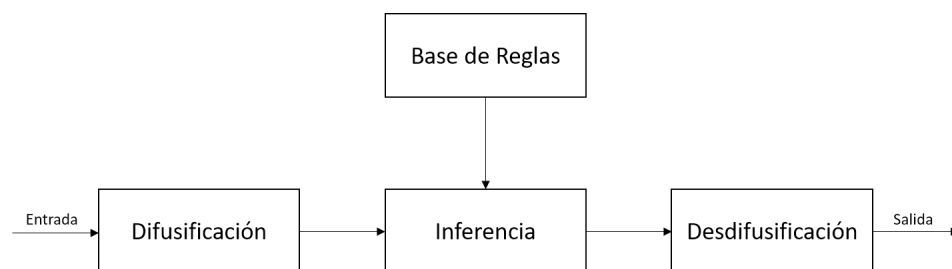 Base de Reglas
Entrada
Difusificación
Inferencia
Desdifusificación
Salida